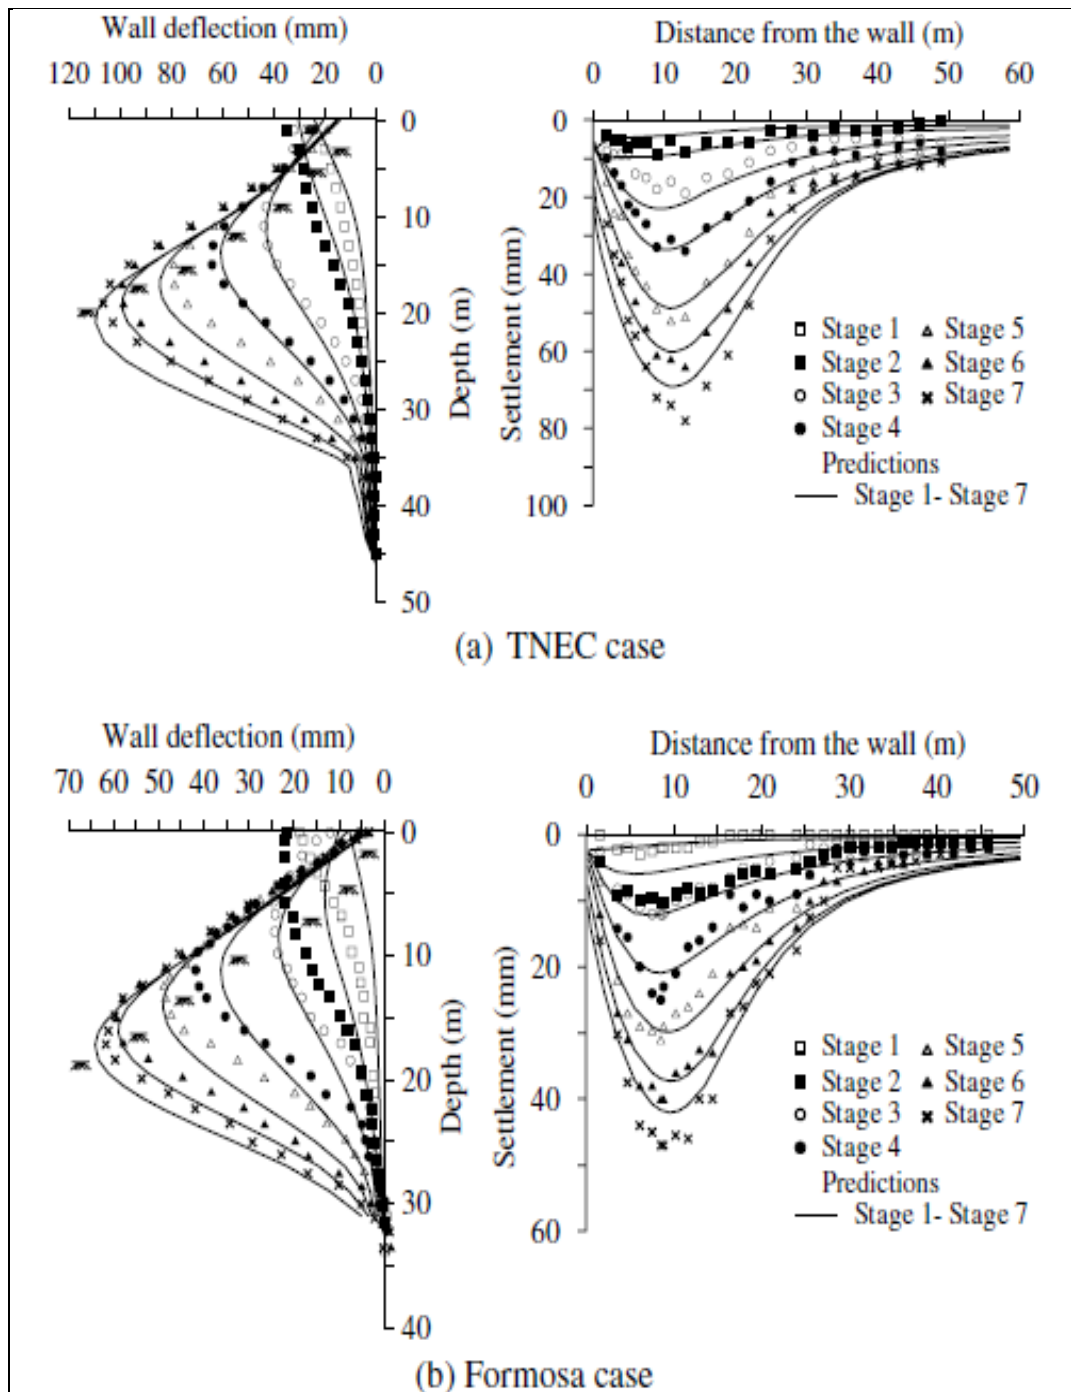 Wall deflection (mm)
120 100 80 60 40 20 0
0
10
20
30
40
50
Depth (m)
Distance from the wall (m)
0 10 20 30 40 50 60
0
20
40
60
80
100
Settlement (mm)
Stage 1
Stage 2
Stage 3
Stage 4
Stage 5
Stage 6
Stage 7
Predictions
Stage 1- Stage 7
(a) TNEC case
Wall deflection (mm)
70 60 50 40 30 20 10 0
0
10
20
30
40
Depth (m)
Distance from the wall (m)
0 10 20 30 40 50
0
20
40
60
Settlement (mm)
Stage 1
Stage 2
Stage 3
Stage 4
Stage 5
Stage 6
Stage 7
Predictions
Stage 1- Stage 7
(b) Formosa case